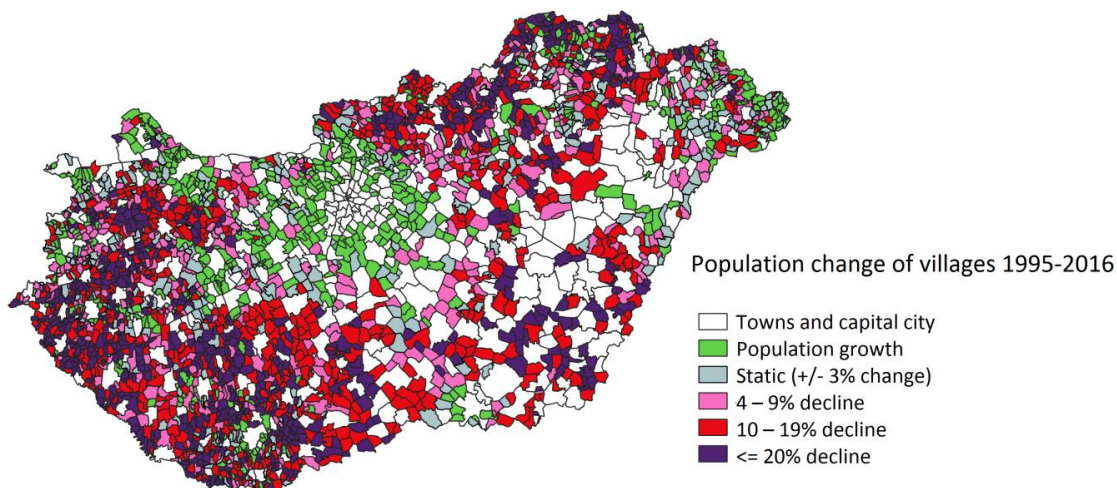 Population change of villages 1995-2016
Towns and capital city
Population growth
Static (+/- 3% change)
4 – 9% decline
10 – 19% decline
<= 20% decline